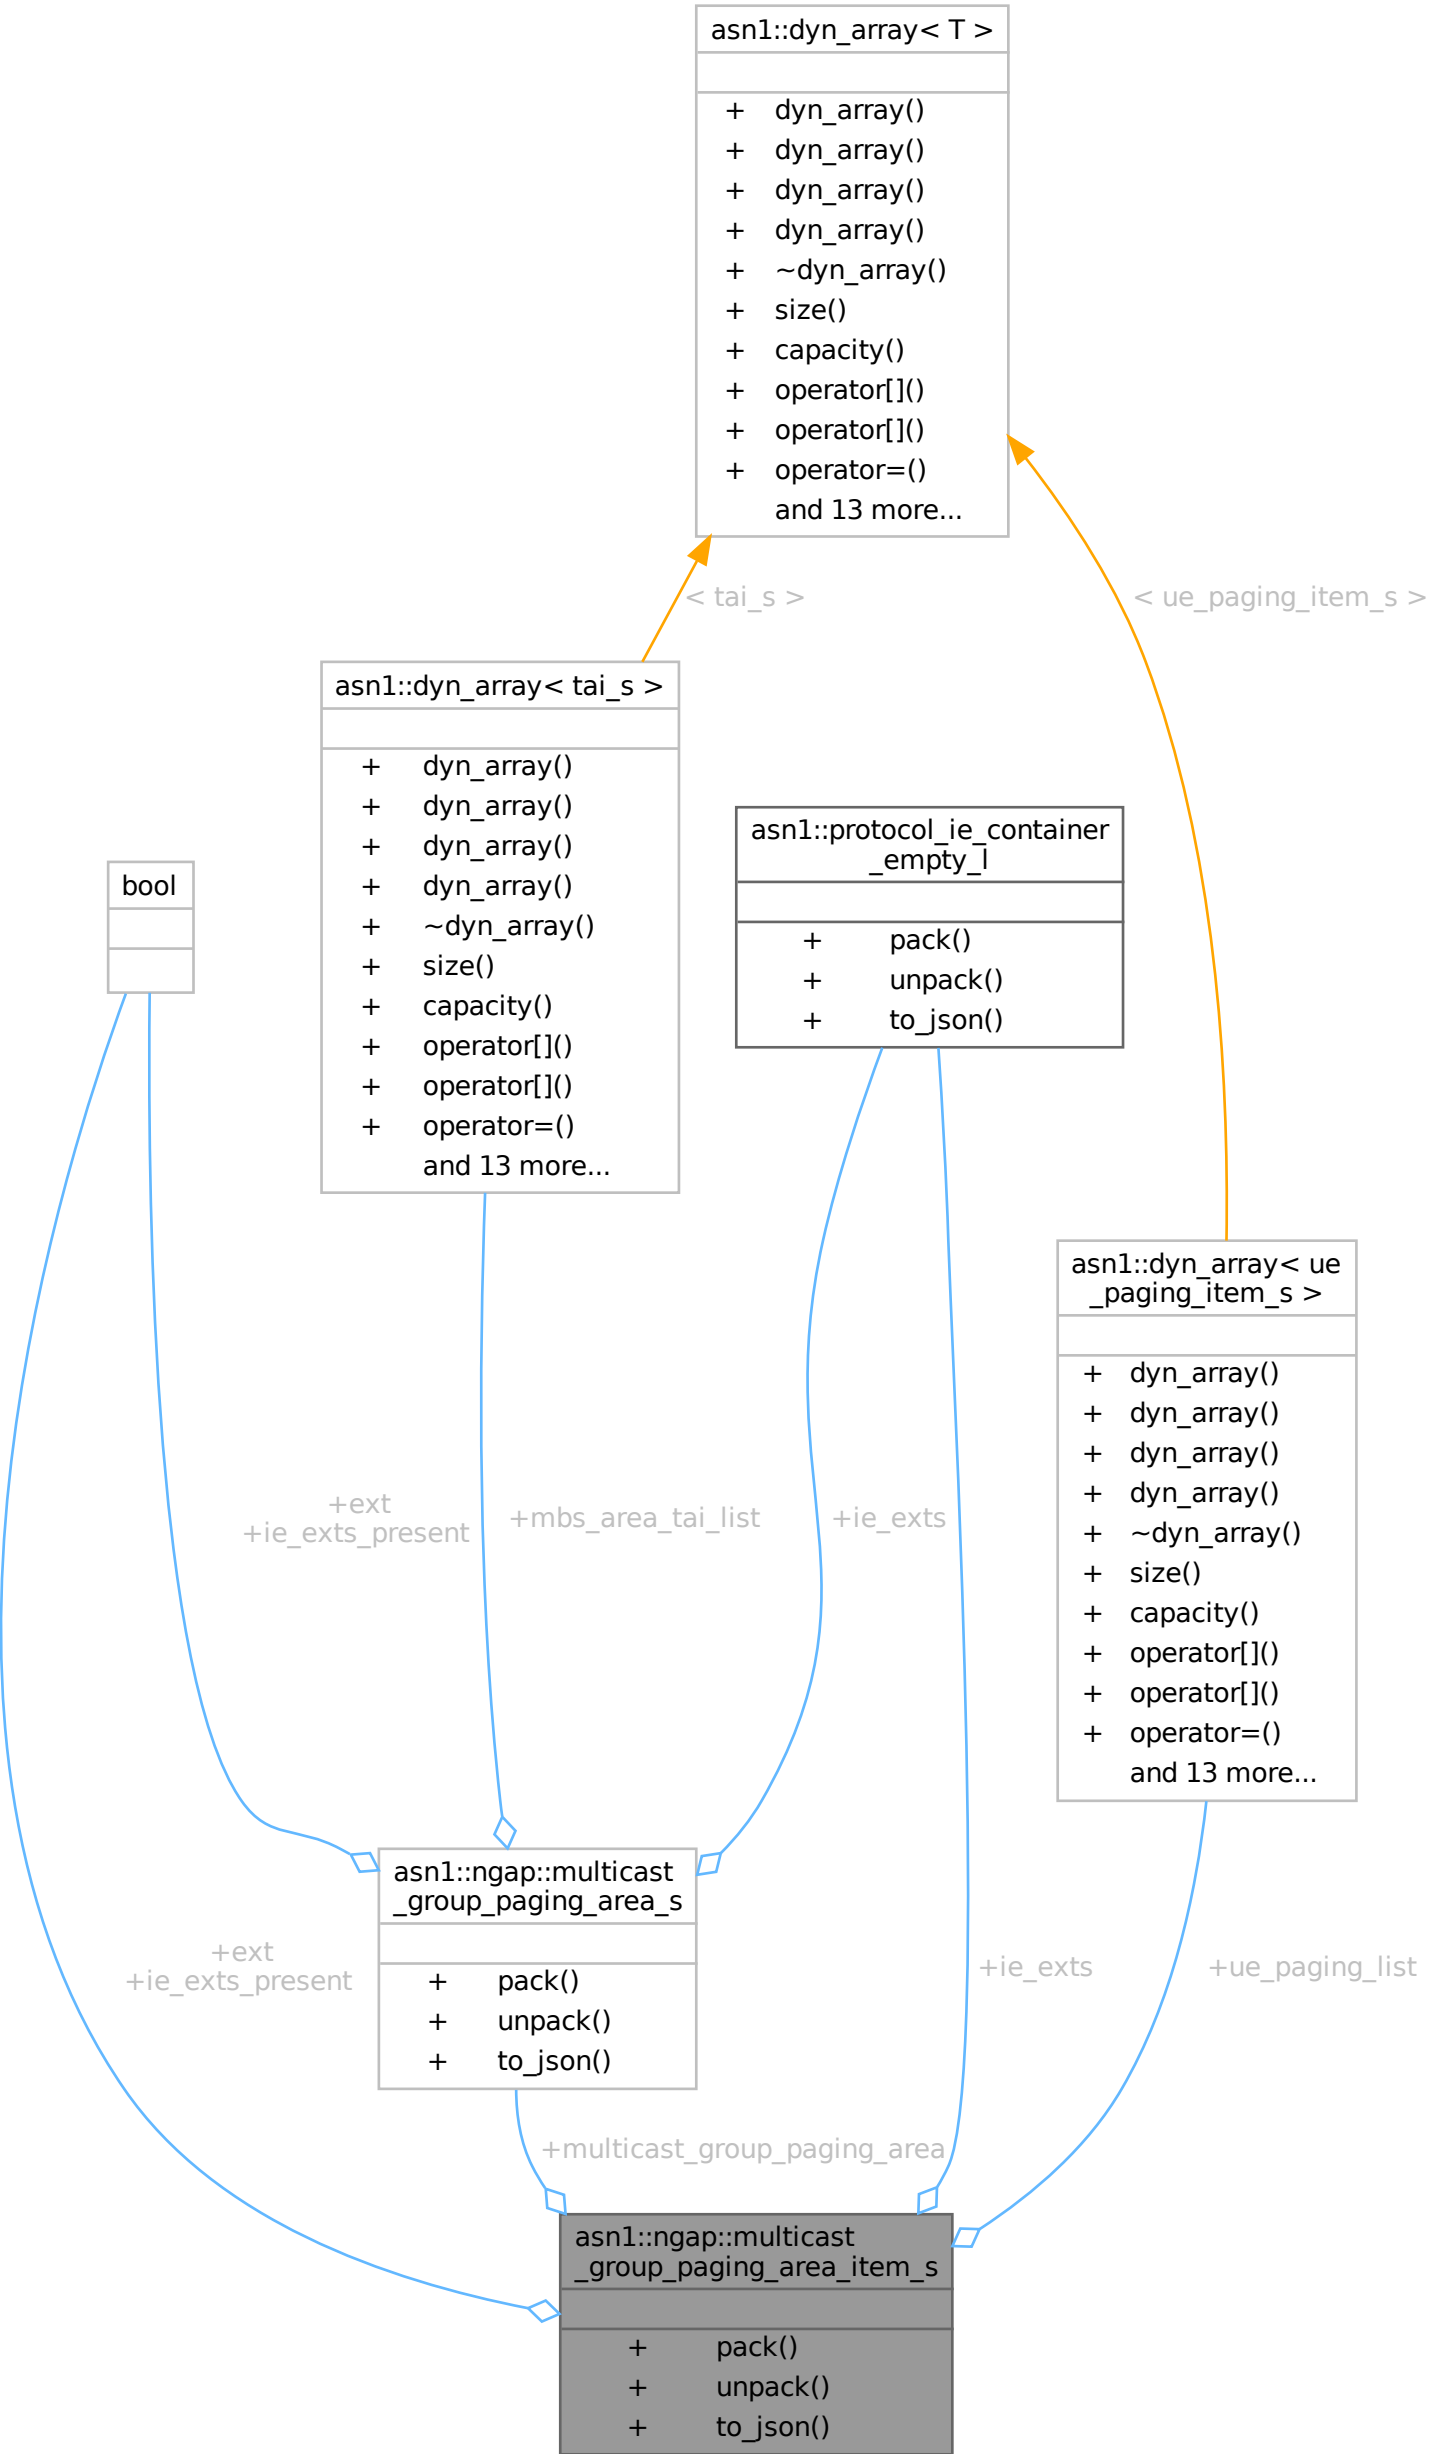 asn1::dyn_array< T >
+ dyn_array()
+ dyn_array()
+ dyn_array()
+ dyn_array()
+ ~dyn_array()
+ size()
+ capacity()
+ operator[]()
+ operator[]()
+ operator=()
and 13 more...
< tai_s >
< ue_paging_item_s >
asn1::dyn_array< tai_s >
+ dyn_array()
+ dyn_array()
+ dyn_array()
+ dyn_array()
+ ~dyn_array()
+ size()
+ capacity()
+ operator[]()
+ operator[]()
+ operator=()
and 13 more...
asn1::protocol_ie_container
_empty_l
+ pack()
+ unpack()
+ to_json()
bool
asn1::dyn_array< ue
_paging_item_s >
+ dyn_array()
+ dyn_array()
+ dyn_array()
+ dyn_array()
+ ~dyn_array()
+ size()
+ capacity()
+ operator[]()
+ operator[]()
+ operator=()
and 13 more...
+ext
+ie_exts_present
+mbs_area_tai_list
+ie_exts
asn1::ngap::multicast
_group_paging_area_s
+ pack()
+ unpack()
+ to_json()
+ext
+ie_exts_present
+ie_exts
+ue_paging_list
+multicast_group_paging_area
asn1::ngap::multicast
_group_paging_area_item_s
+ pack()
+ unpack()
+ to_json()